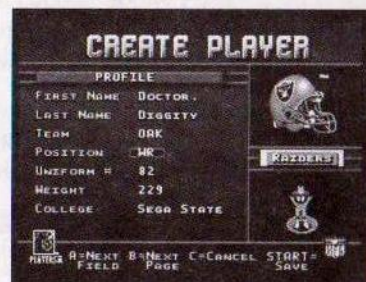 CREATE PLAYER
PROFILE
FIRST NAME DOCTOR.
LAST NAME DIGGITY
TEAM OAK
POSITION WR
UNIFORM # 82
WEIGHT 229
COLLEGE SEGA STATE
RAIDERS
PLAYERS A=NEXT FIELD B=NEXT PAGE C=CANCEL START=SAVE